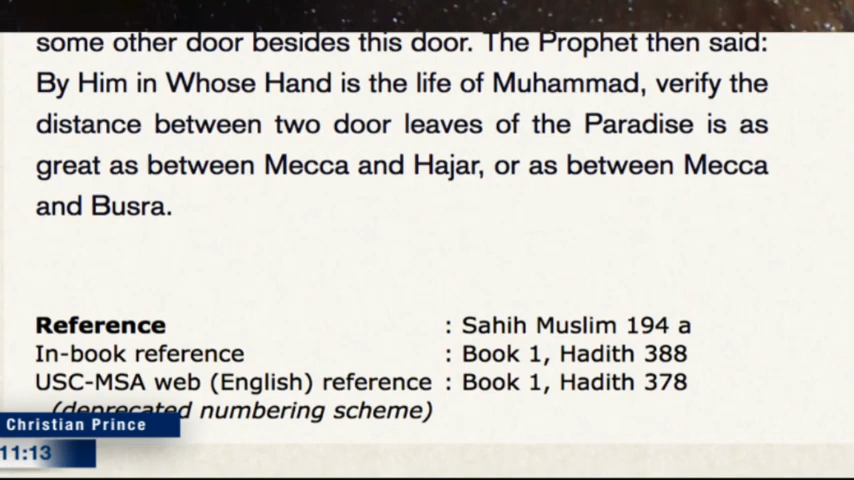 some other door besides this door. The Prophet then said:
By Him in Whose Hand is the life of Muhammad, verify the
distance between two door leaves of the Paradise is as
great as between Mecca and Hajar, or as between Mecca
and Busra.
Reference : Sahih Muslim 194 a
In-book reference : Book 1, Hadith 388
USC-MSA web (English) reference : Book 1, Hadith 378
(deprecated numbering scheme)
Christian Prince
11:13